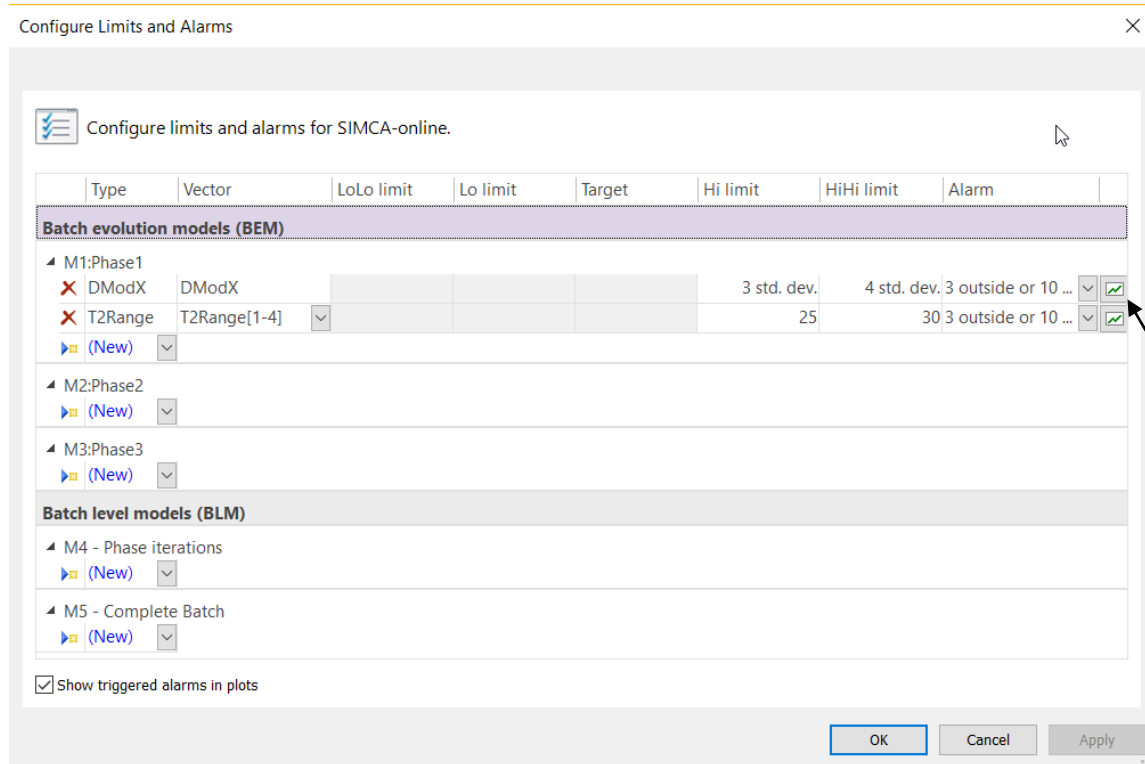 Configure Limits and Alarms
Configure limits and alarms for SIMCA-online.
Type Vector LoLo limit Lo limit Target Hi limit HiHi limit Alarm
Batch evolution models (BEM)
M1:Phase1
DModX DModX 3 std. dev. 4 std. dev. 3 outside or 10 ...
T2Range T2Range[1-4] 25 30 3 outside or 10 ...
(New)
M2:Phase2
(New)
M3:Phase3
(New)
Batch level models (BLM)
M4 - Phase iterations
(New)
M5 - Complete Batch
(New)
Show triggered alarms in plots
OK Cancel Apply